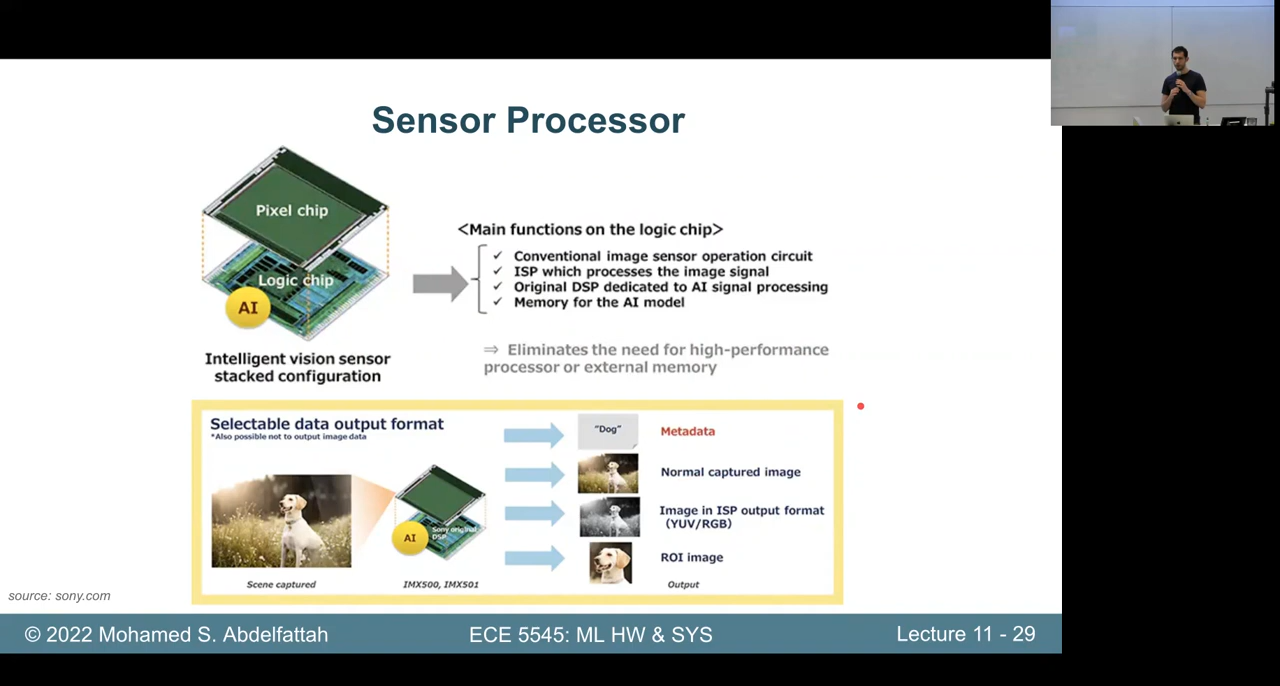 Sensor Processor
Pixel chip
Logic chip
AI
Intelligent vision sensor
stacked configuration
<Main functions on the logic chip>
✓ Conventional image sensor operation circuit
✓ ISP which processes the image signal
✓ Original DSP dedicated to AI signal processing
✓ Memory for the AI model
⇒ Eliminates the need for high-performance
processor or external memory
Selectable data output format
*Also possible not to output image data
Scene captured
AI
Sony original
DSP
IMX500, IMX501
"Dog"
Metadata
Normal captured image
Image in ISP output format
(YUV/RGB)
ROI image
Output
source: sony.com
© 2022 Mohamed S. Abdelfattah
ECE 5545: ML HW & SYS
Lecture 11 - 29